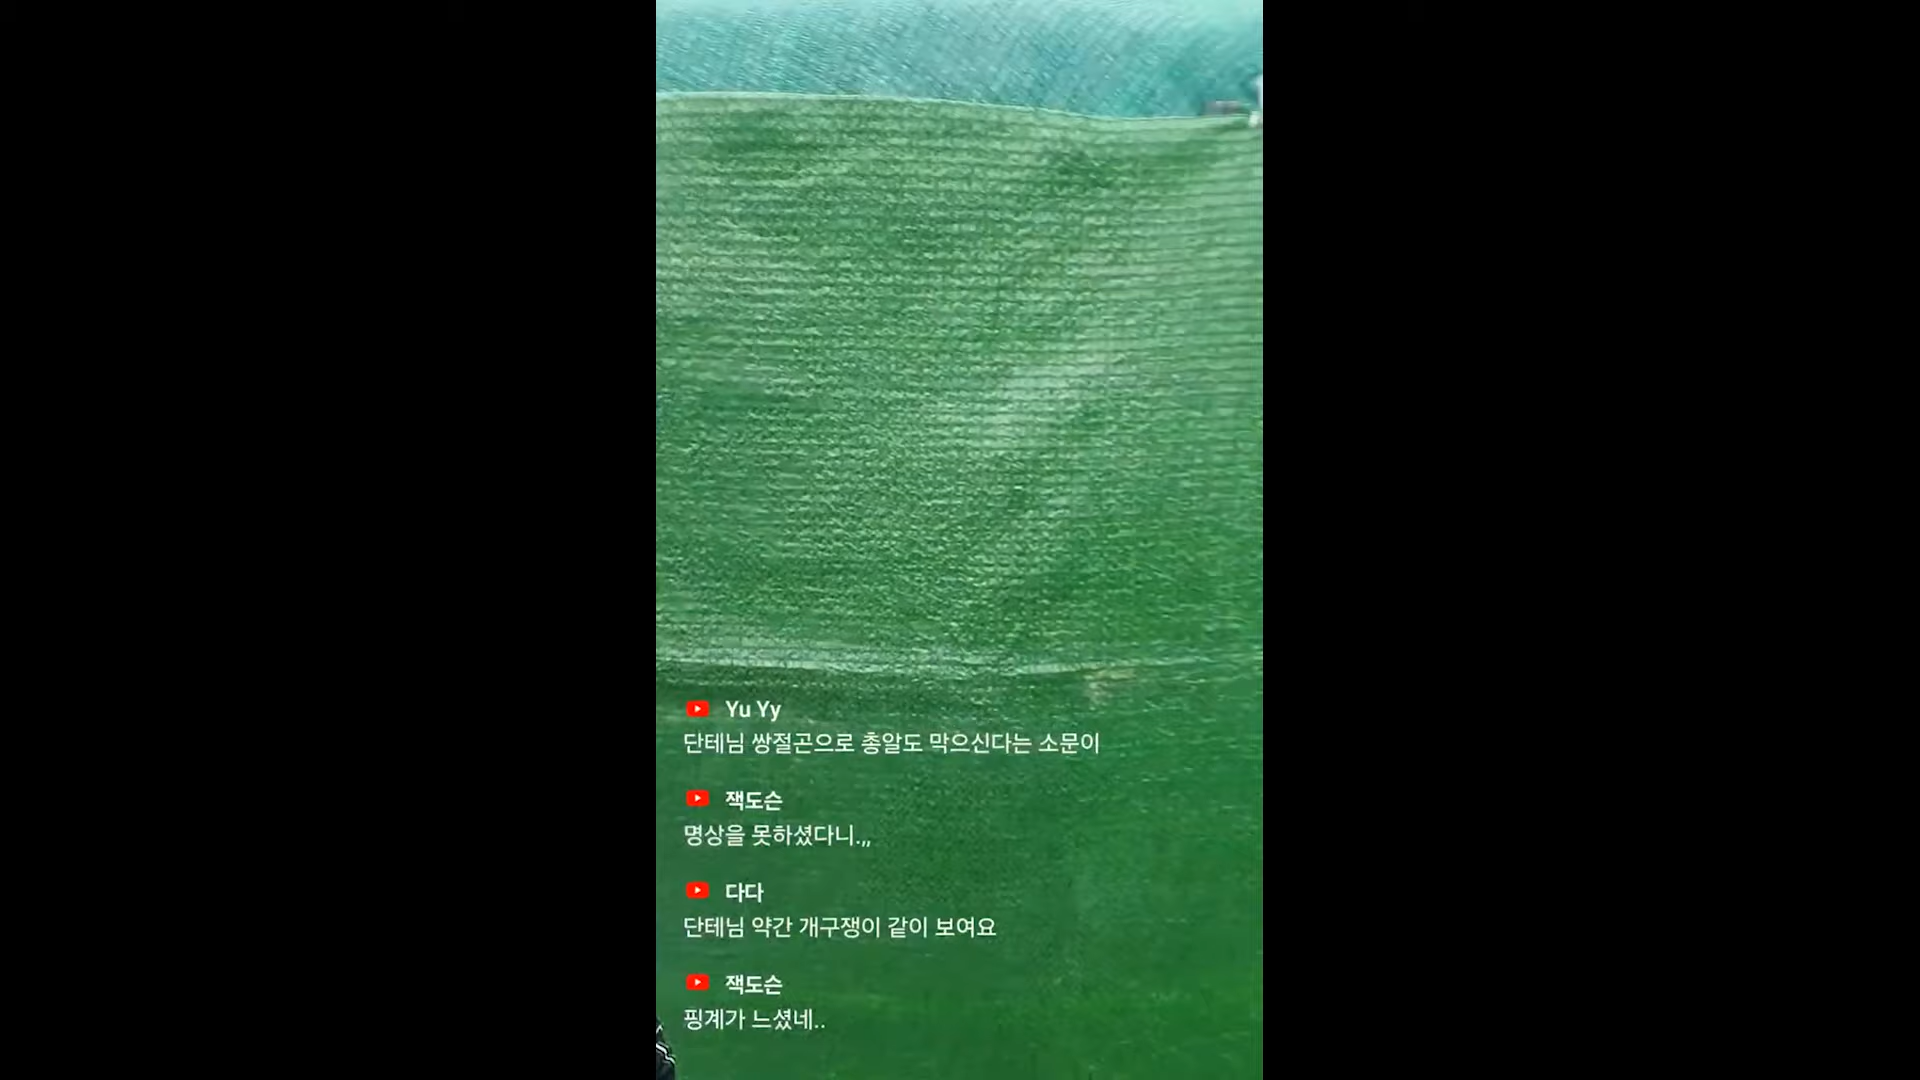 Yu Yy
단테님 쌍절곤으로 총알도 막으신다는 소문이
잭도슨
명상을 못하셨다니.,,
다다
단테님 약간 개구쟁이 같이 보여요
잭도슨
핑계가 느셨네..